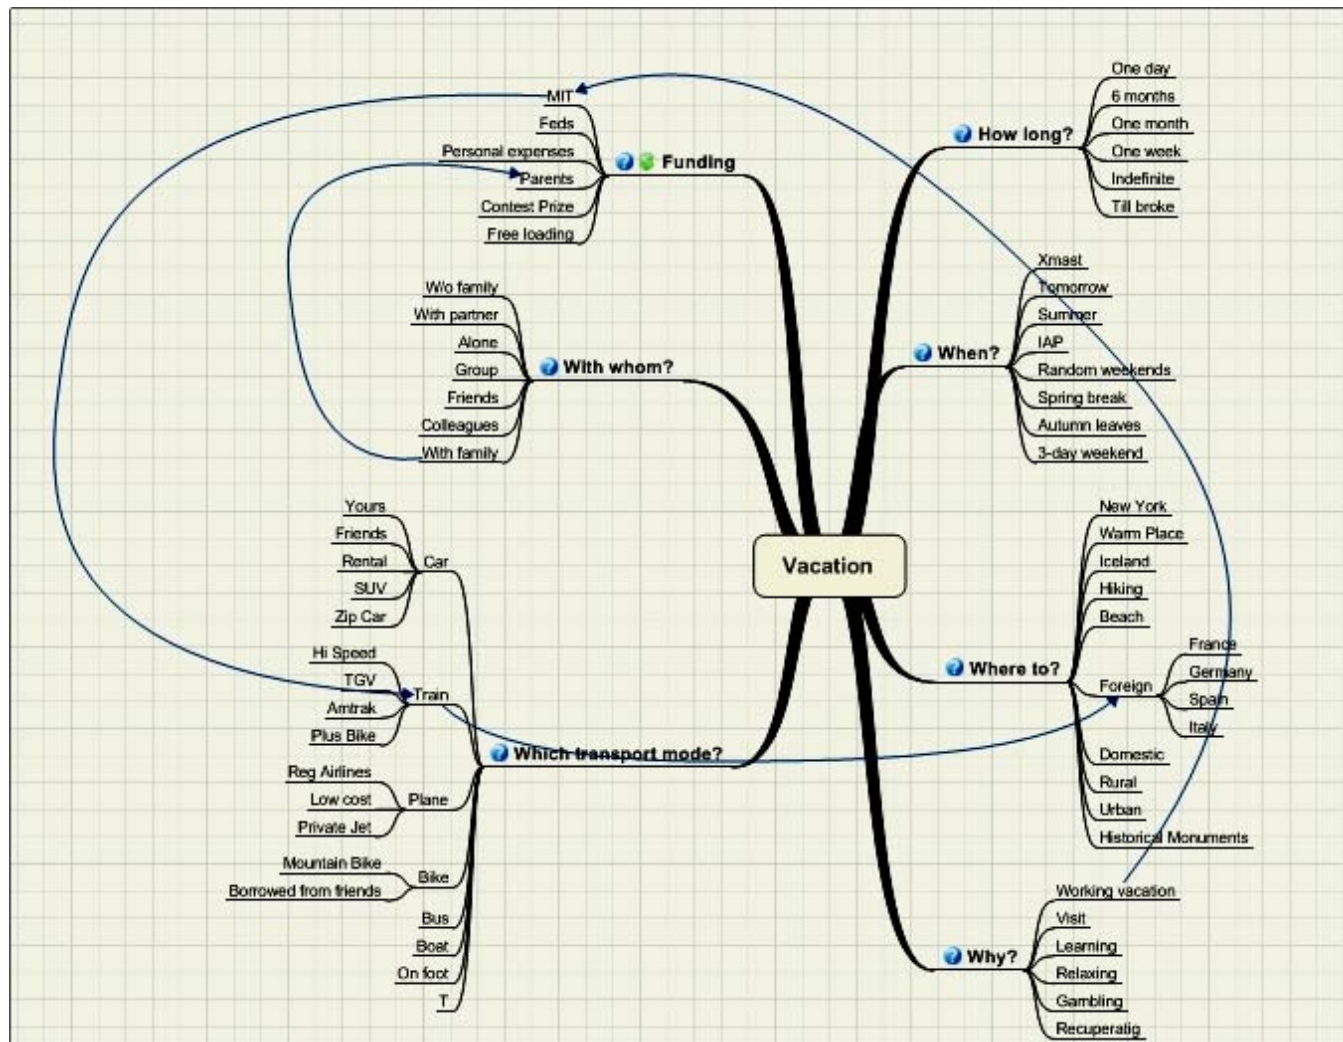 Vacation
Funding
MIT
Feds
Personal expenses
Parents
Contest Prize
Free loading
With whom?
W/o family
With partner
Alone
Group
Friends
Colleagues
With family
Which transport mode?
Car
Yours
Friends
Rental
SUV
Zip Car
Train
Hi Speed
TGV
Amtrak
Plus Bike
Plane
Reg Airlines
Low cost
Private Jet
Bike
Mountain Bike
Borrowed from friends
Bus
Boat
On foot
T
How long?
One day
6 months
One month
One week
Indefinite
Till broke
When?
Xmast
Tomorrow
Summer
IAP
Random weekends
Spring break
Autumn leaves
3-day weekend
Where to?
New York
Warm Place
Iceland
Hiking
Beach
Foreign
France
Germany
Spain
Italy
Domestic
Rural
Urban
Historical Monuments
Why?
Working vacation
Visit
Learning
Relaxing
Gambling
Recuperatig